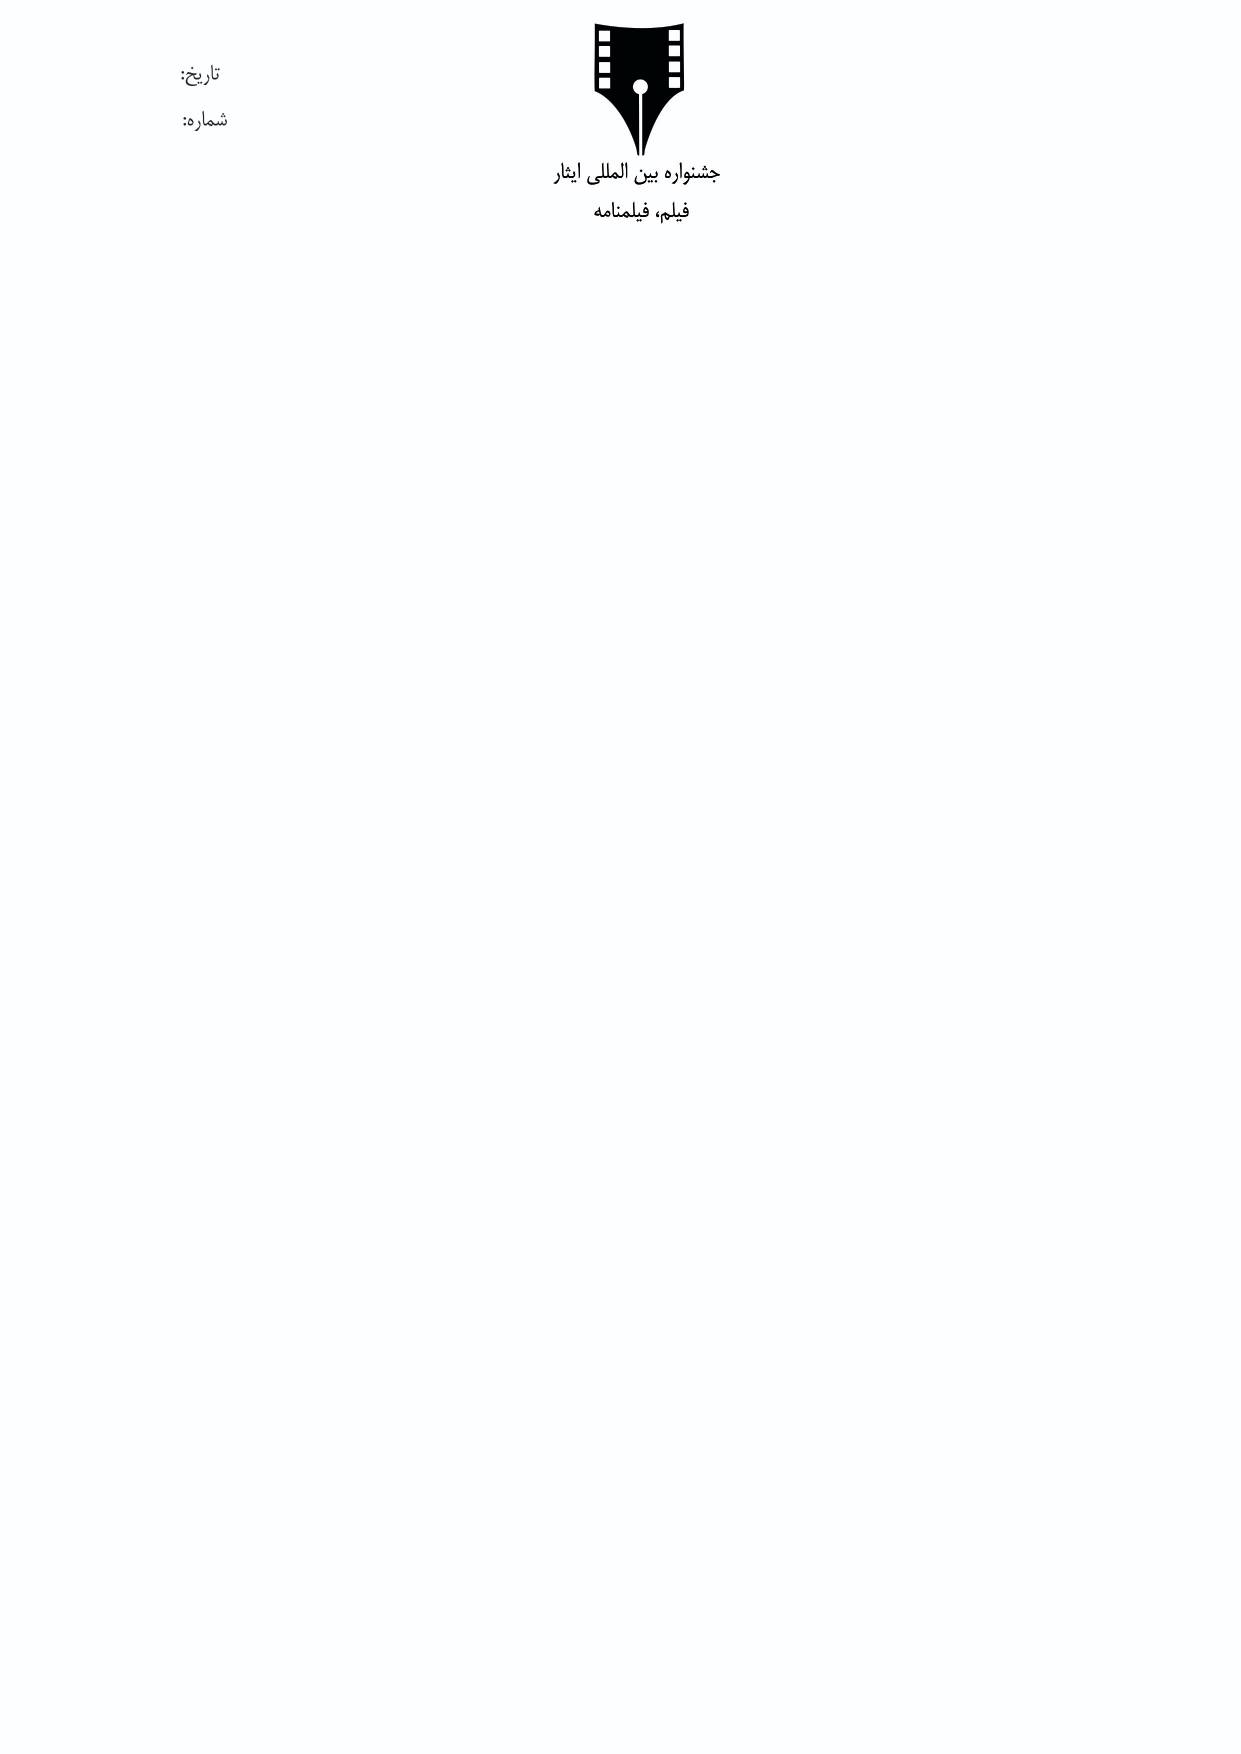 تاریخ:
شماره:
جشنواره بین المللی ایثار
فیلم، فیلمنامه